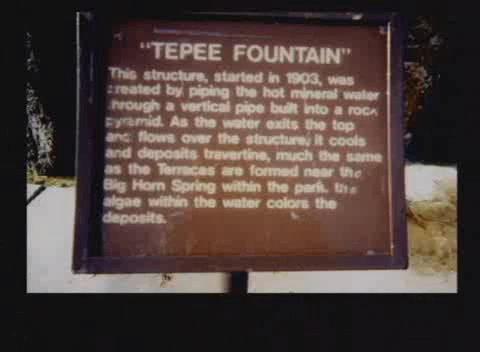 "TEPEE FOUNTAIN"
This structure, started in 1903, was
created by piping the hot mineral water
through a vertical pipe built into a rock
pyramid. As the water exits the top
and flows over the structure, it cools
and deposits travertine, much the same
as the Terraces are formed near the
Big Horn Spring within the park. The
algae within the water colors the
deposits.